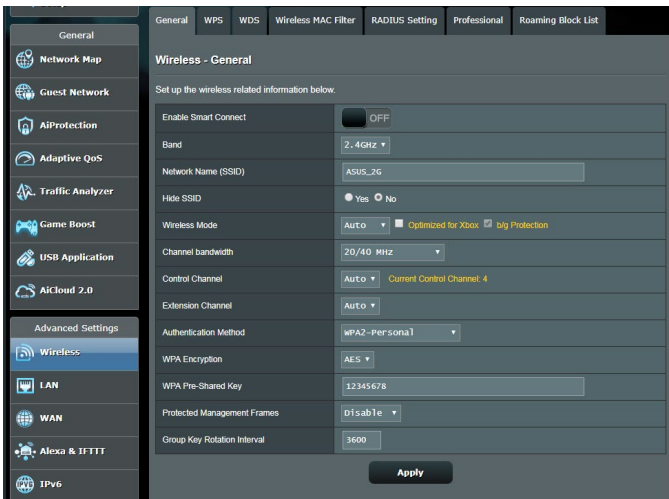 General
Network Map
Guest Network
AiProtection
Adaptive QoS
Traffic Analyzer
Game Boost
USB Application
AiCloud 2.0
Advanced Settings
Wireless
LAN
WAN
Alexa & IFTTT
IPv6
General WPS WDS Wireless MAC Filter RADIUS Setting Professional Roaming Block List
Wireless - General
Set up the wireless related information below.
Enable Smart Connect OFF
Band 2.4GHz
Network Name (SSID) ASUS_2G
Hide SSID Yes No
Wireless Mode Auto Optimized for Xbox b/g Protection
Channel bandwidth 20/40 MHz
Control Channel Auto Current Control Channel: 4
Extension Channel Auto
Authentication Method WPA2-Personal
WPA Encryption AES
WPA Pre-Shared Key 12345678
Protected Management Frames Disable
Group Key Rotation Interval 3600
Apply